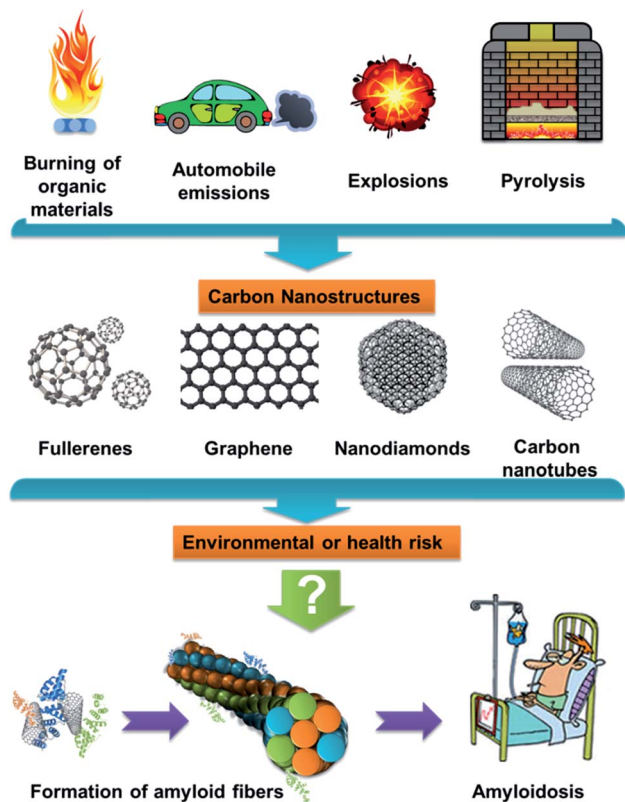 Burning of
organic
materials
Automobile
emissions
Explosions
Pyrolysis
Carbon Nanostructures
Fullerenes
Graphene
Nanodiamonds
Carbon
nanotubes
Environmental or health risk
?
Formation of amyloid fibers
Amyloidosis